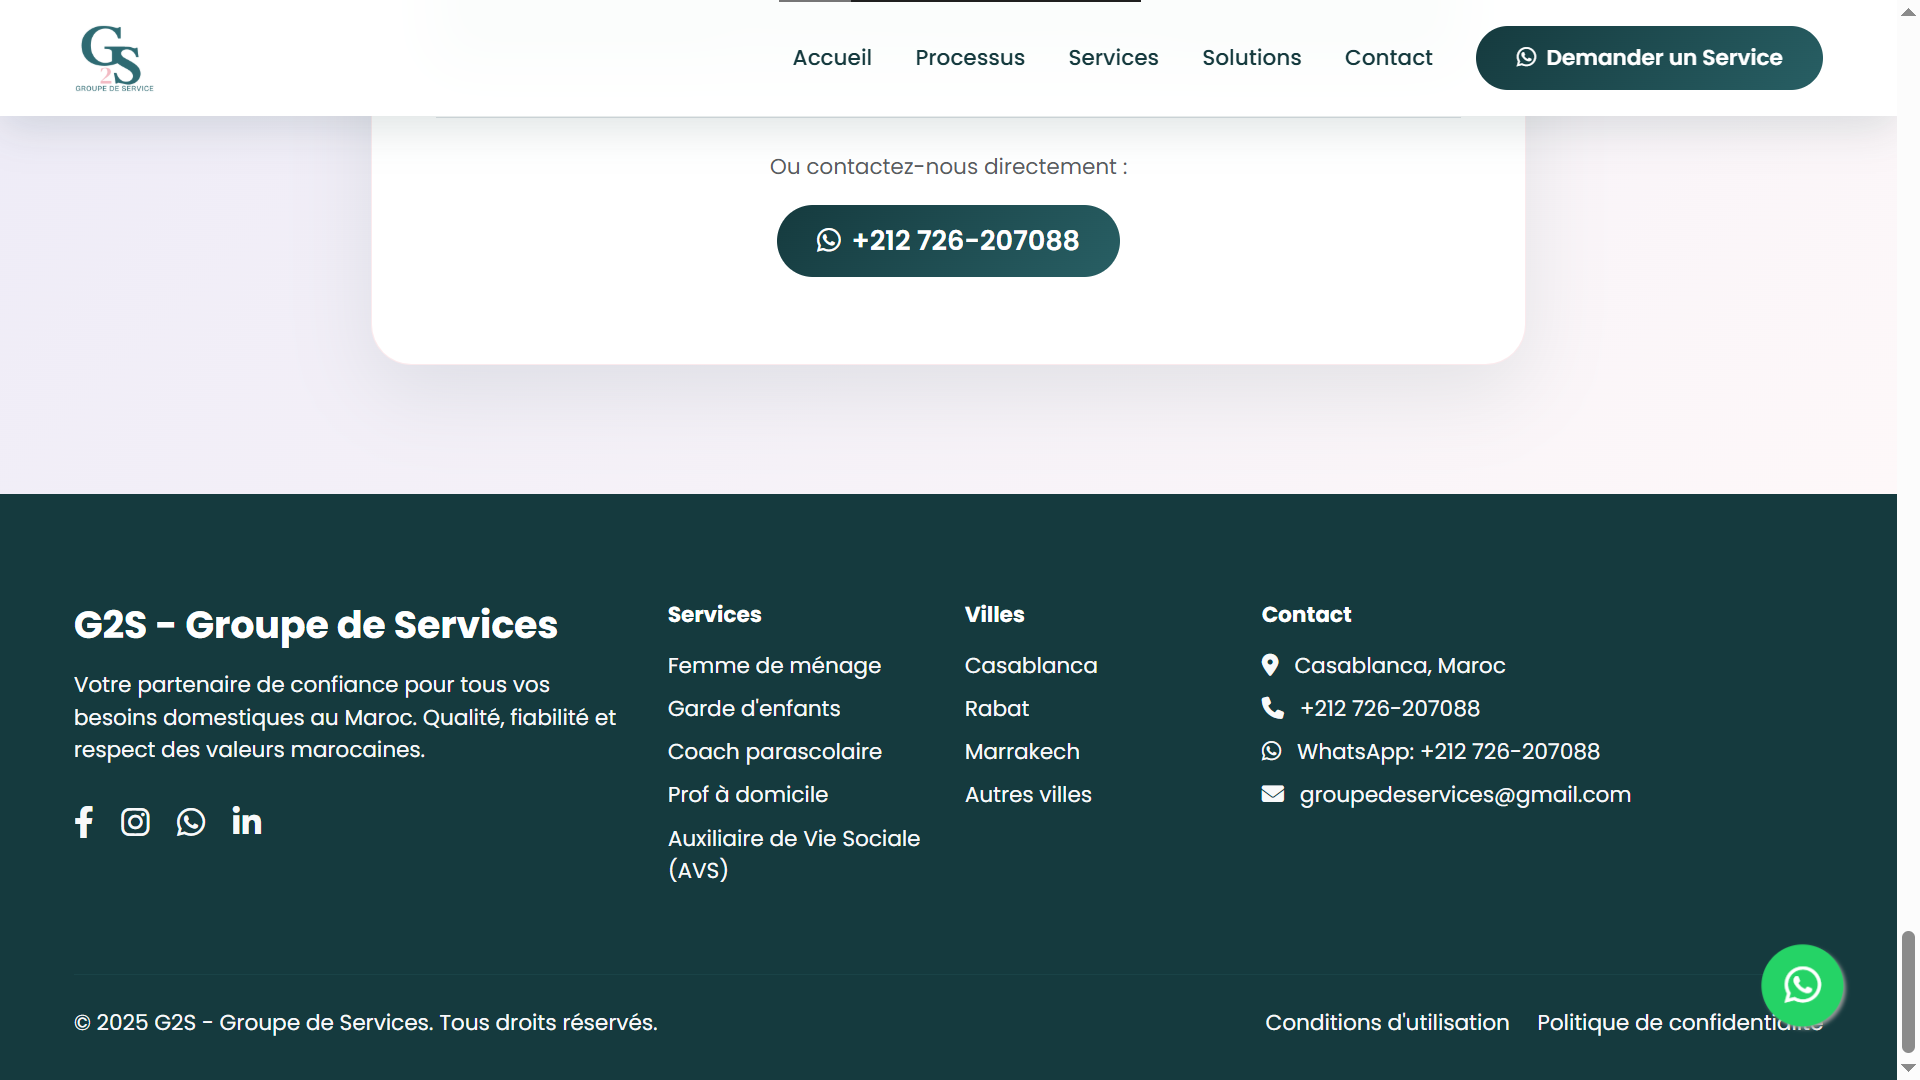 G2S
GROUPE DE SERVICE
Accueil
Processus
Services
Solutions
Contact
Demander un Service
Ou contactez-nous directement :
+212 726-207088
G2S - Groupe de Services
Votre partenaire de confiance pour tous vos
besoins domestiques au Maroc. Qualité, fiabilité et
respect des valeurs marocaines.
Services
Femme de ménage
Garde d'enfants
Coach parascolaire
Prof à domicile
Auxiliaire de Vie Sociale
(AVS)
Villes
Casablanca
Rabat
Marrakech
Autres villes
Contact
Casablanca, Maroc
+212 726-207088
WhatsApp: +212 726-207088
groupedeservices@gmail.com
© 2025 G2S - Groupe de Services. Tous droits réservés.
Conditions d'utilisation
Politique de confidentialité